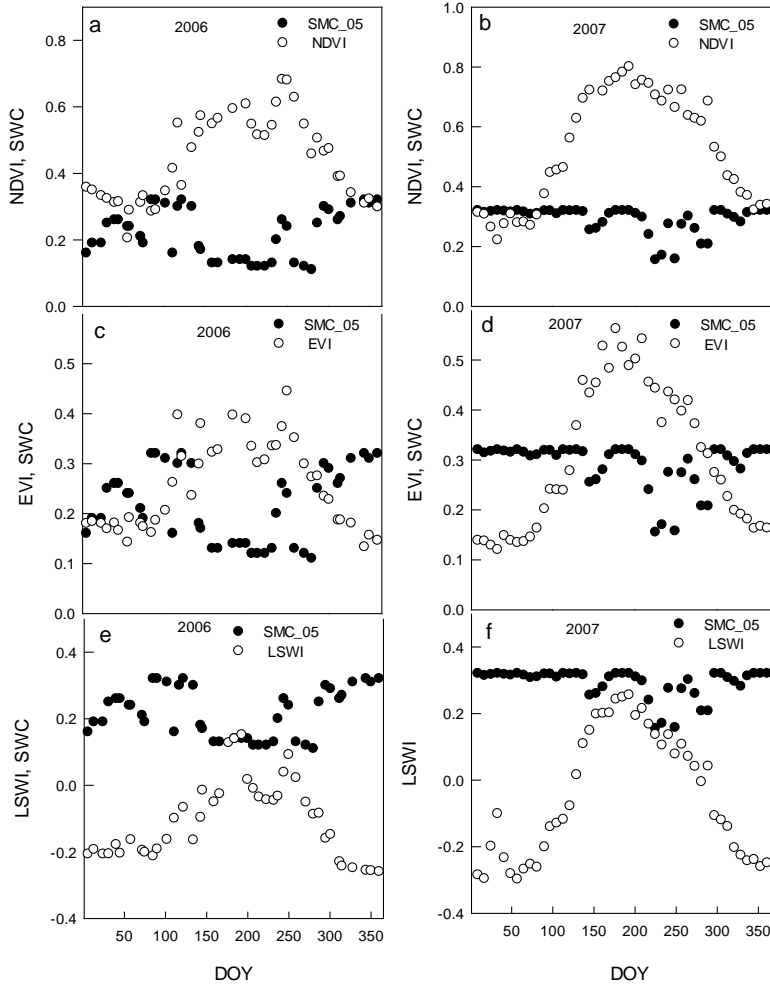 a
2006
SMC_05
NDVI
0.8
0.6
0.4
0.2
0.0
NDVI, SWC
b
2007
SMC_05
NDVI
1.0
0.8
0.6
0.4
0.2
0.0
NDVI, SWC
c
2006
SMC_05
EVI
0.5
0.4
0.3
0.2
0.1
0.0
EVI, SWC
d
2007
SMC_05
EVI
0.5
0.4
0.3
0.2
0.1
0.0
EVI, SWC
e
2006
SMC_05
LSWI
0.4
0.2
0.0
-0.2
-0.4
LSWI, SWC
50 100 150 200 250 300 350
DOY
f
2007
SMC_05
LSWI
0.4
0.2
0.0
-0.2
-0.4
LSWI
50 100 150 200 250 300 350
DOY